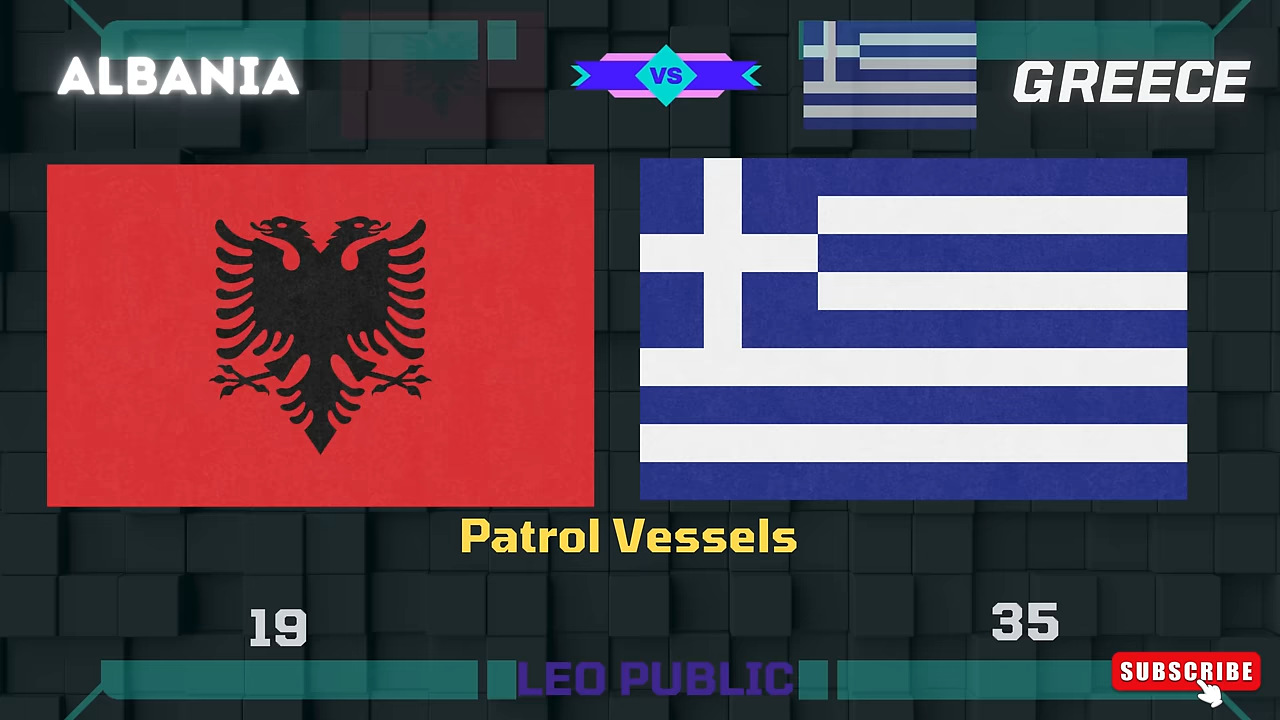 ALBANIA
VS
GREECE
Patrol Vessels
19
35
LEO PUBLIC
SUBSCRIBE